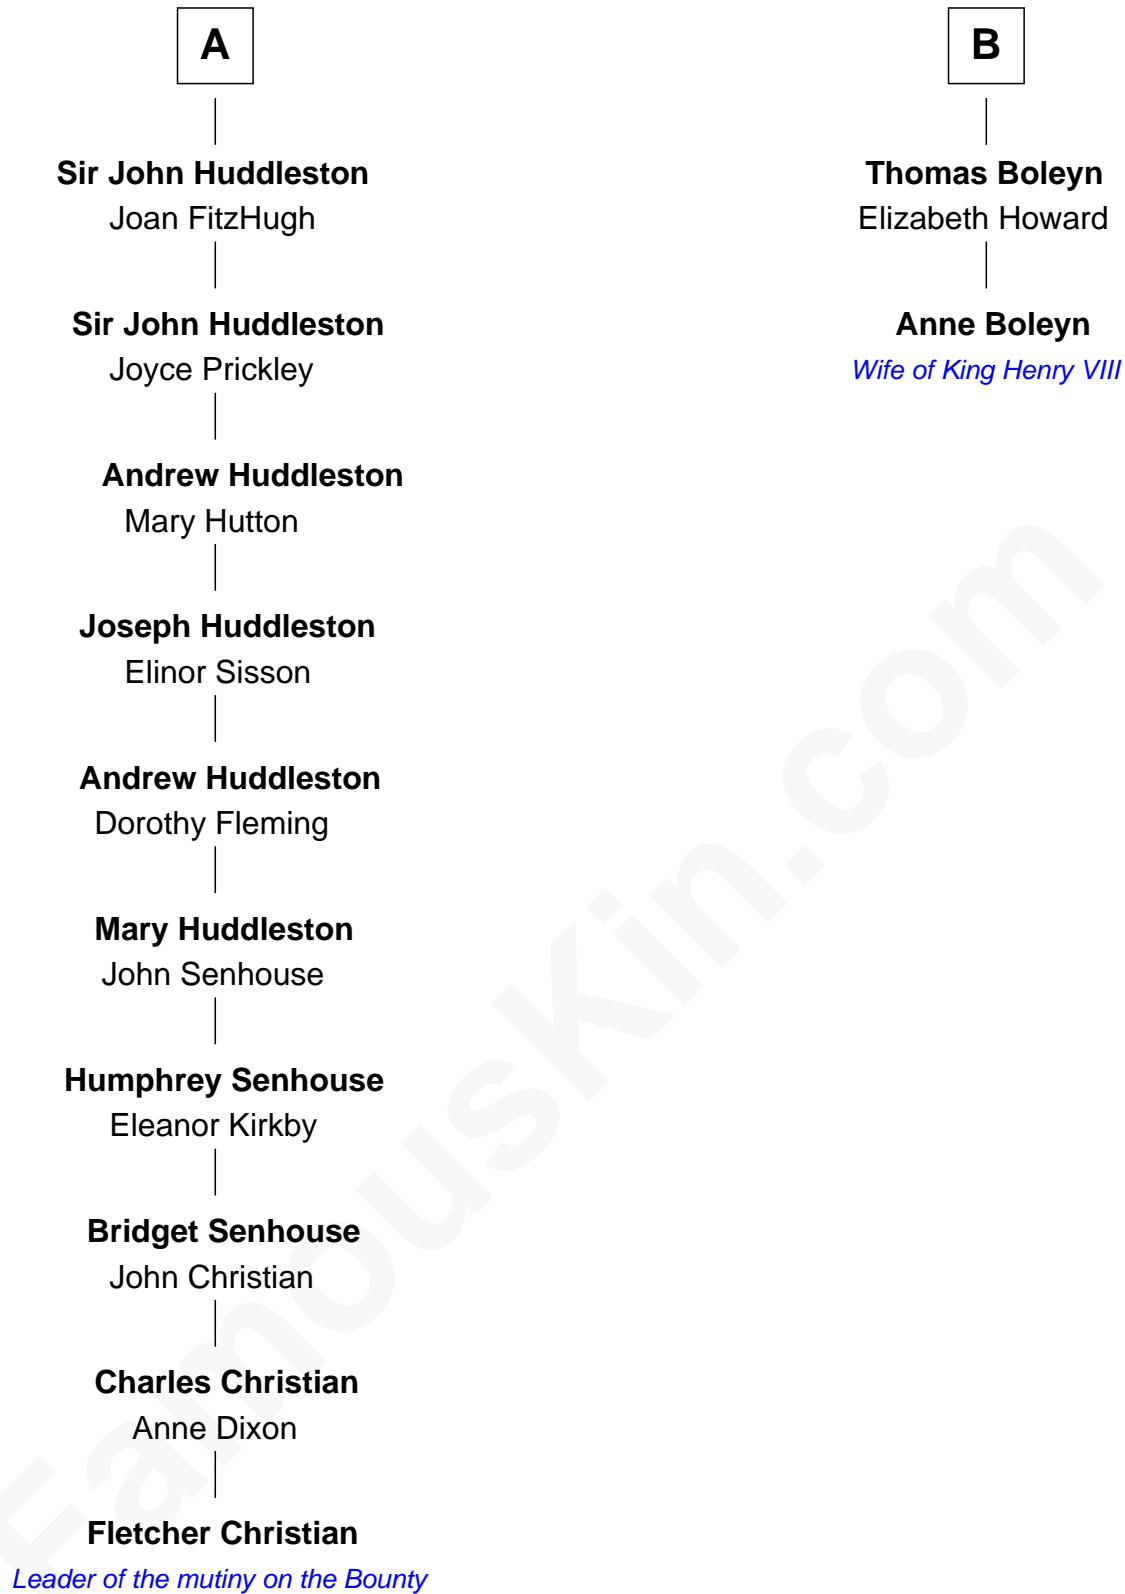 A
Sir John Huddleston
Joan FitzHugh
Sir John Huddleston
Joyce Prickley
Andrew Huddleston
Mary Hutton
Joseph Huddleston
Elinor Sisson
Andrew Huddleston
Dorothy Fleming
Mary Huddleston
John Senhouse
Humphrey Senhouse
Eleanor Kirkby
Bridget Senhouse
John Christian
Charles Christian
Anne Dixon
Fletcher Christian
Leader of the mutiny on the Bounty
B
Thomas Boleyn
Elizabeth Howard
Anne Boleyn
Wife of King Henry VIII
FamousKin.com